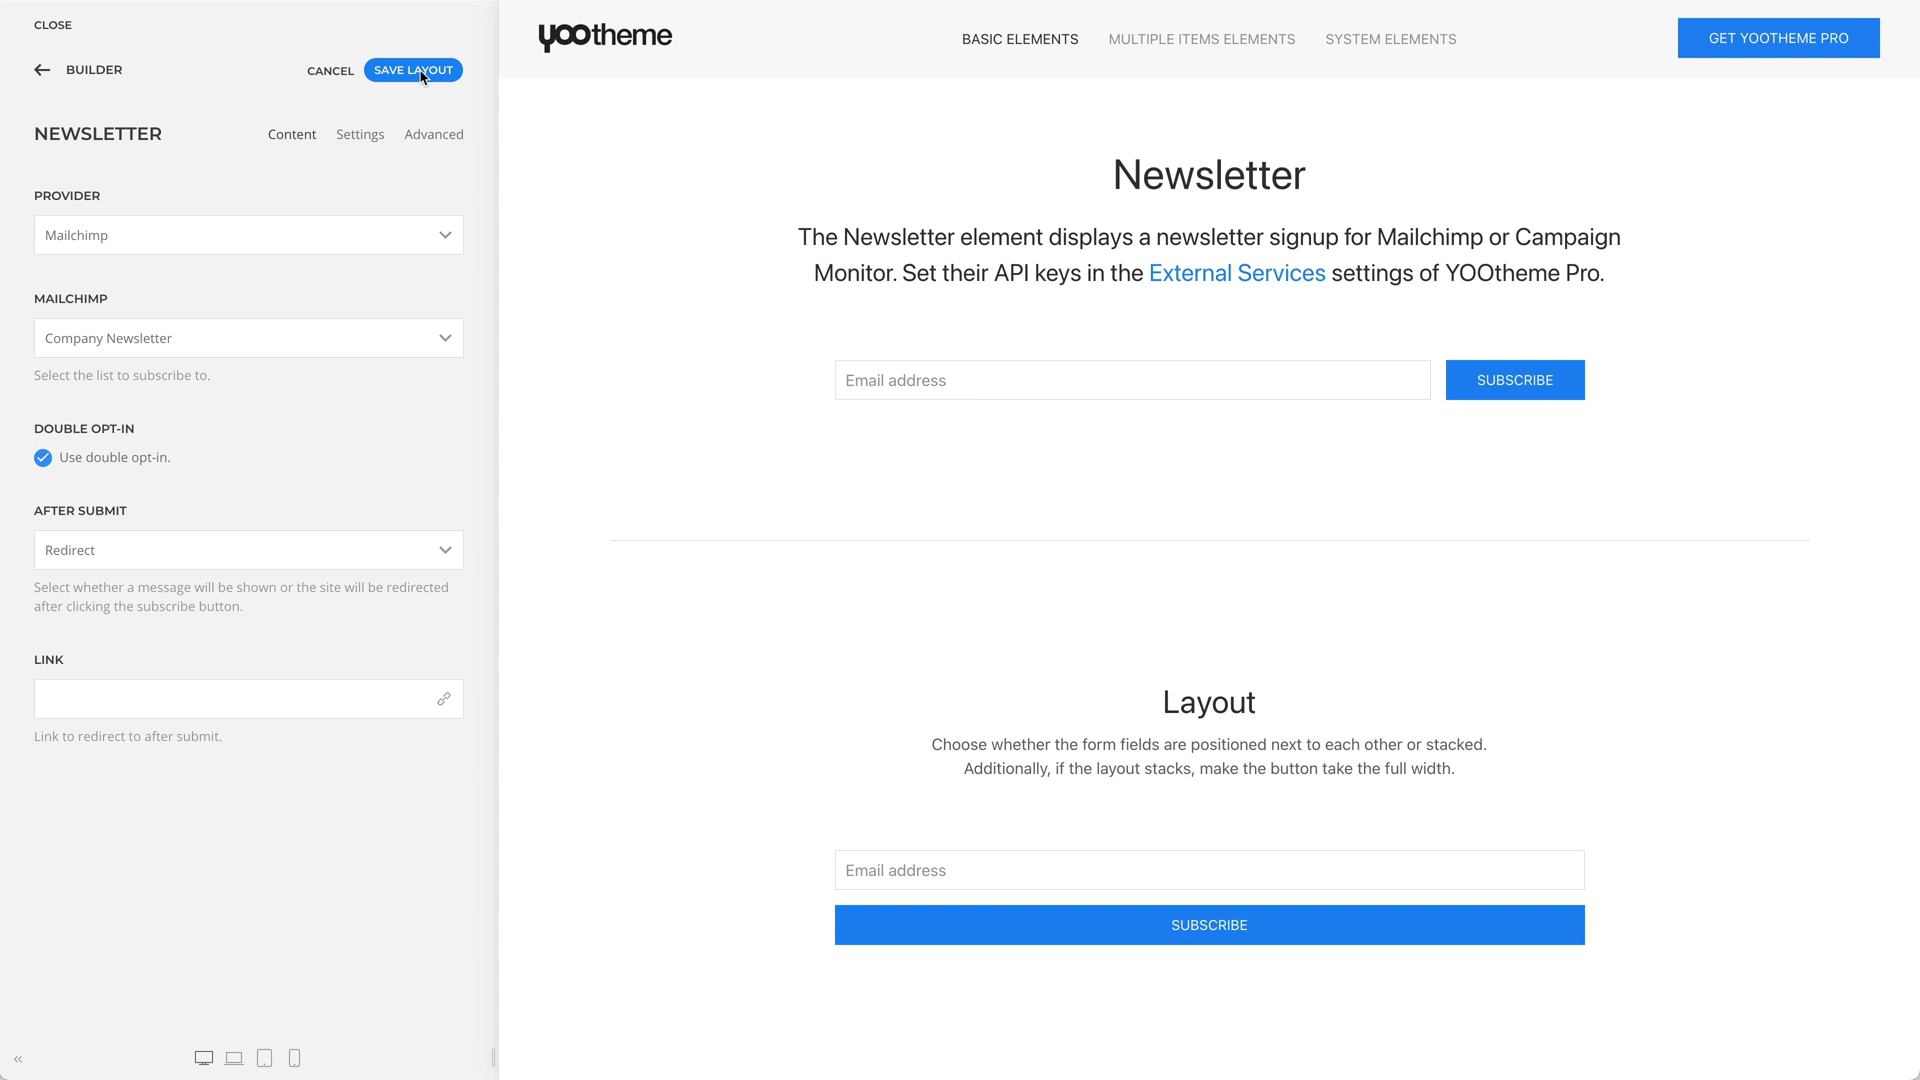 CLOSE
BUILDER
CANCEL
SAVE LAYOUT
NEWSLETTER
Content
Settings
Advanced
PROVIDER
Mailchimp
MAILCHIMP
Company Newsletter
Select the list to subscribe to.
DOUBLE OPT-IN
Use double opt-in.
AFTER SUBMIT
Redirect
Select whether a message will be shown or the site will be redirected
after clicking the subscribe button.
LINK
Link to redirect to after submit.
yootheme
BASIC ELEMENTS
MULTIPLE ITEMS ELEMENTS
SYSTEM ELEMENTS
GET YOOTHEME PRO
Newsletter
The Newsletter element displays a newsletter signup for Mailchimp or Campaign
Monitor. Set their API keys in the External Services settings of YOOtheme Pro.
Email address
SUBSCRIBE
Layout
Choose whether the form fields are positioned next to each other or stacked.
Additionally, if the layout stacks, make the button take the full width.
Email address
SUBSCRIBE